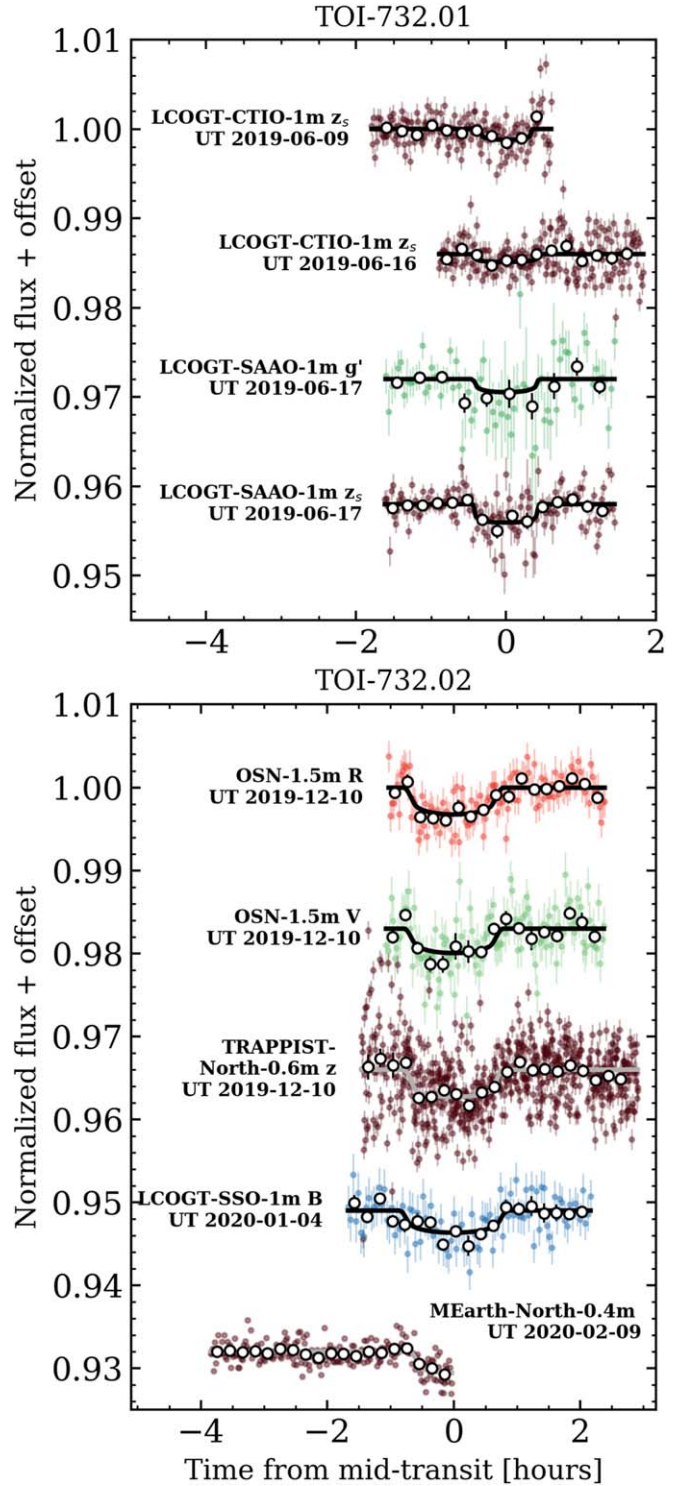 TOI-732.01
1.01
1.00
0.99
0.98
0.97
0.96
0.95
Normalized flux + offset
LCOGT-CTIO-1m zs
UT 2019-06-09
LCOGT-CTIO-1m zs
UT 2019-06-16
LCOGT-SAAO-1m g'
UT 2019-06-17
LCOGT-SAAO-1m zs
UT 2019-06-17
−4 −2 0 2
TOI-732.02
1.01
1.00
0.99
0.98
0.97
0.96
0.95
0.94
0.93
Normalized flux + offset
OSN-1.5m R
UT 2019-12-10
OSN-1.5m V
UT 2019-12-10
TRAPPIST-
North-0.6m z
UT 2019-12-10
LCOGT-SSO-1m B
UT 2020-01-04
MEarth-North-0.4m
UT 2020-02-09
−4 −2 0 2
Time from mid-transit [hours]